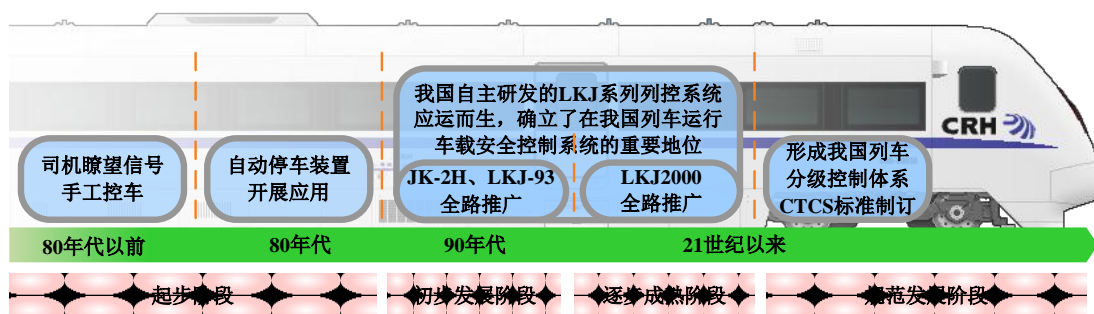 我国自主研发的LKJ系列列控系统
应运而生，确立了在我国列车运行
车载安全控制系统的重要地位
司机瞭望信号
手工控车
自动停车装置
开展应用
JK-2H、LKJ-93
全路推广
LKJ2000
全路推广
形成我国列车
分级控制体系
CTCS标准制订
CRH
80年代以前
80年代
90年代
21世纪以来
起步阶段
初步发展阶段
逐步成熟阶段
规范发展阶段